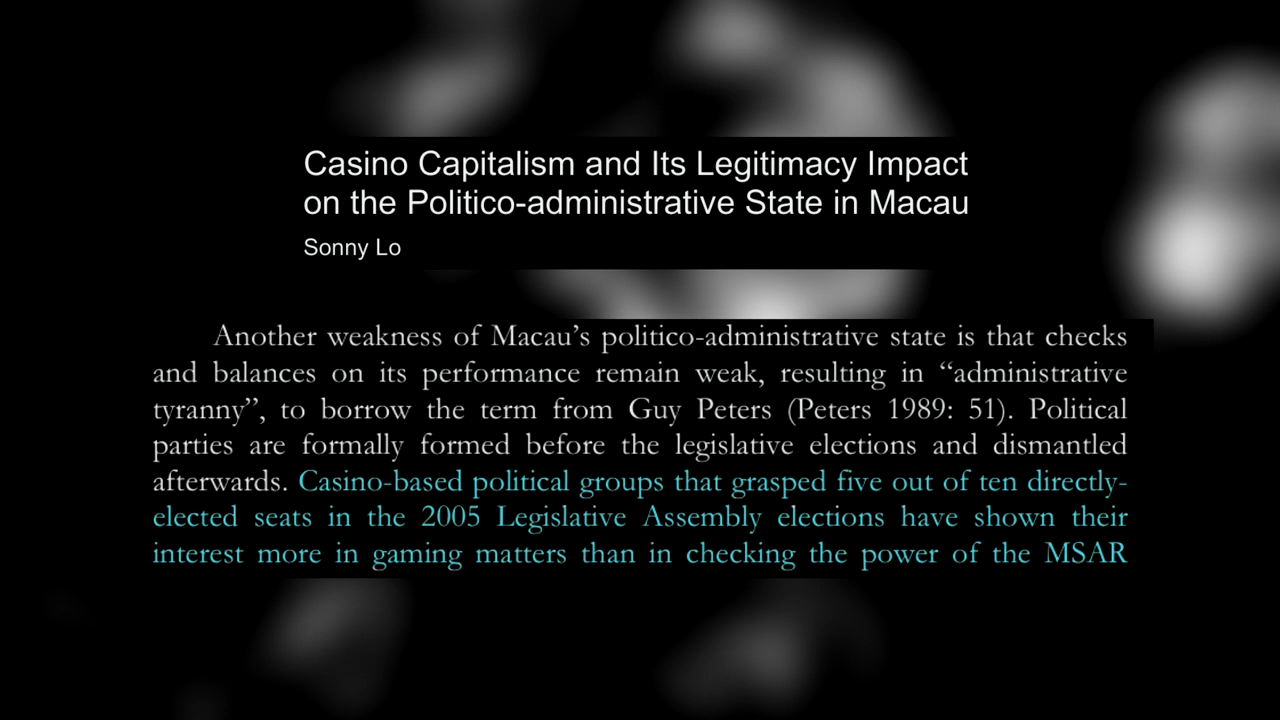 Casino Capitalism and Its Legitimacy Impact
on the Politico-administrative State in Macau
Sonny Lo
Another weakness of Macau’s politico-administrative state is that checks
and balances on its performance remain weak, resulting in “administrative
tyranny”, to borrow the term from Guy Peters (Peters 1989: 51). Political
parties are formally formed before the legislative elections and dismantled
afterwards. Casino-based political groups that grasped five out of ten directly-
elected seats in the 2005 Legislative Assembly elections have shown their
interest more in gaming matters than in checking the power of the MSAR